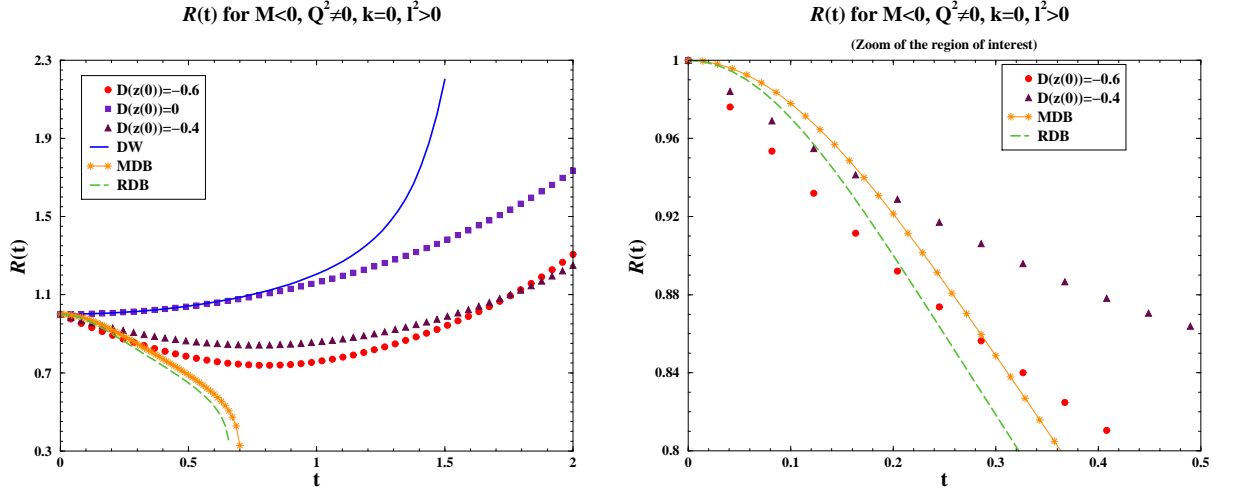 R(t) for M<0, Q²≠0, k=0, l²>0
2.3
1.9
1.5
1.1
0.7
0.3
R(t)
D(z(0))=−0.6
D(z(0))=0
D(z(0))=−0.4
DW
MDB
RDB
0
0.5
1
1.5
2
t
R(t) for M<0, Q²≠0, k=0, l²>0
(Zoom of the region of interest)
1
0.96
0.92
0.88
0.84
0.8
R(t)
D(z(0))=−0.6
D(z(0))=−0.4
MDB
RDB
0
0.1
0.2
0.3
0.4
0.5
t